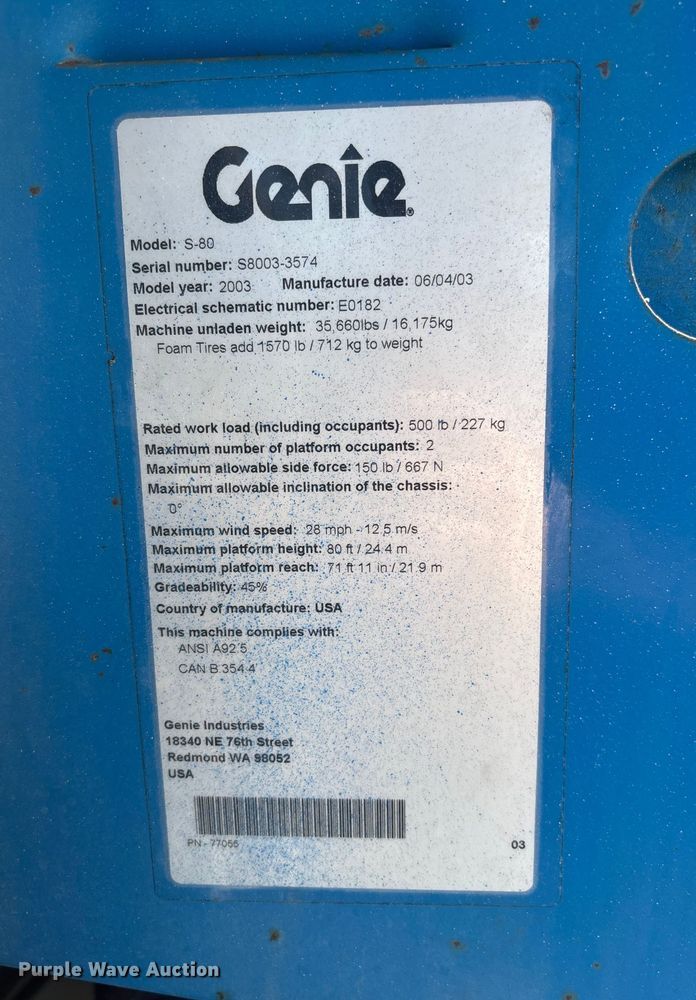 Genie
Model: S-80
Serial number: S8003-3574
Model year: 2003 Manufacture date: 06/04/03
Electrical schematic number: E0182
Machine unladen weight: 35,660lbs / 16,175kg
Foam Tires add 1570 lb / 712 kg to weight
Rated work load (including occupants): 500 lb / 227 kg
Maximum number of platform occupants: 2
Maximum allowable side force: 150 lb / 667 N
Maximum allowable inclination of the chassis:
0°
Maximum wind speed: 28 mph - 12.5 m/s
Maximum platform height: 80 ft / 24.4 m
Maximum platform reach: 71 ft 11 in / 21.9 m
Gradeability: 45%
Country of manufacture: USA
This machine complies with:
ANSI A92.5
CAN B.354.4
Genie Industries
18340 NE 76th Street
Redmond WA 98052
USA
PN - 77055
03
Purple Wave Auction